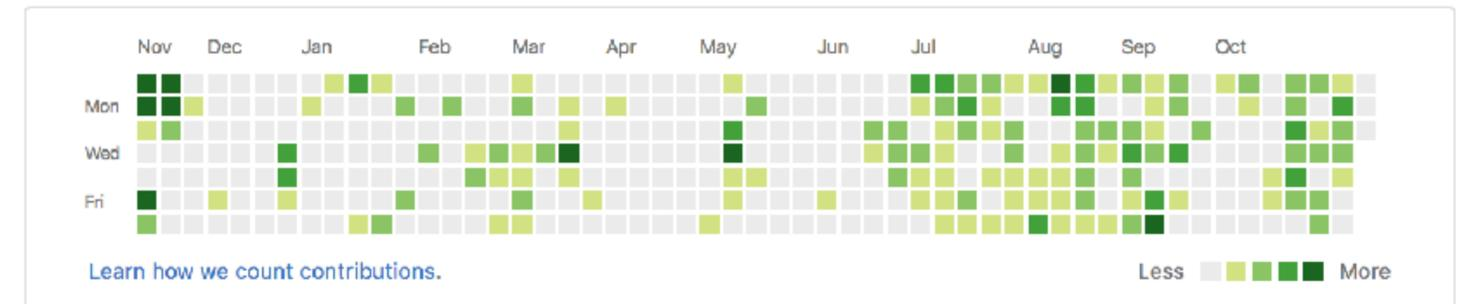 Nov Dec Jan Feb Mar Apr May Jun Jul Aug Sep Oct
Mon
Wed
Fri
Learn how we count contributions. Less More